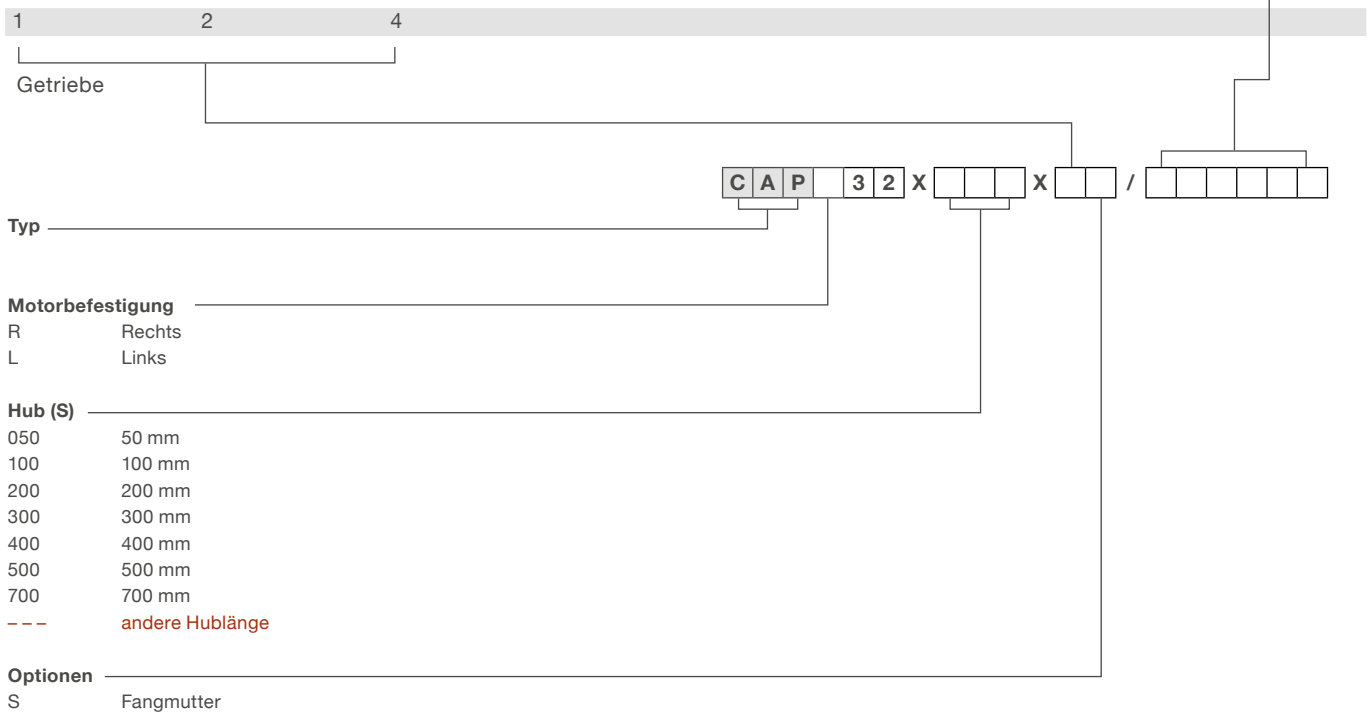 1 2 4
Getriebe
C A P 3 2 X X /
Typ
Motorbefestigung
R Rechts
L Links
Hub (S)
050 50 mm
100 100 mm
200 200 mm
300 300 mm
400 400 mm
500 500 mm
700 700 mm
– – – andere Hublänge
Optionen
S Fangmutter